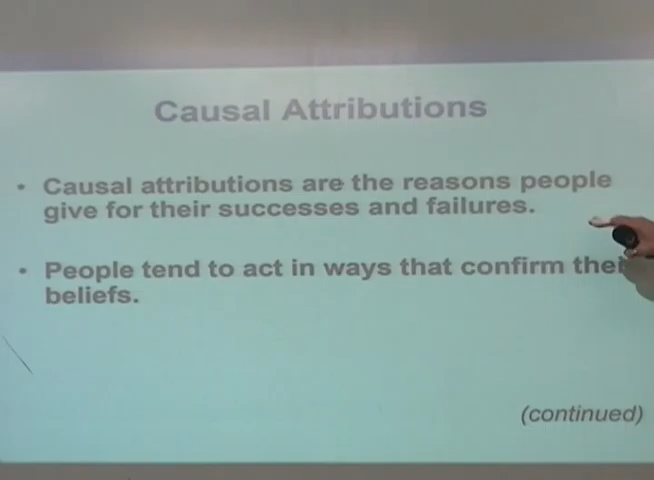 Causal Attributions
• Causal attributions are the reasons people
give for their successes and failures.
• People tend to act in ways that confirm
beliefs.
(continued)